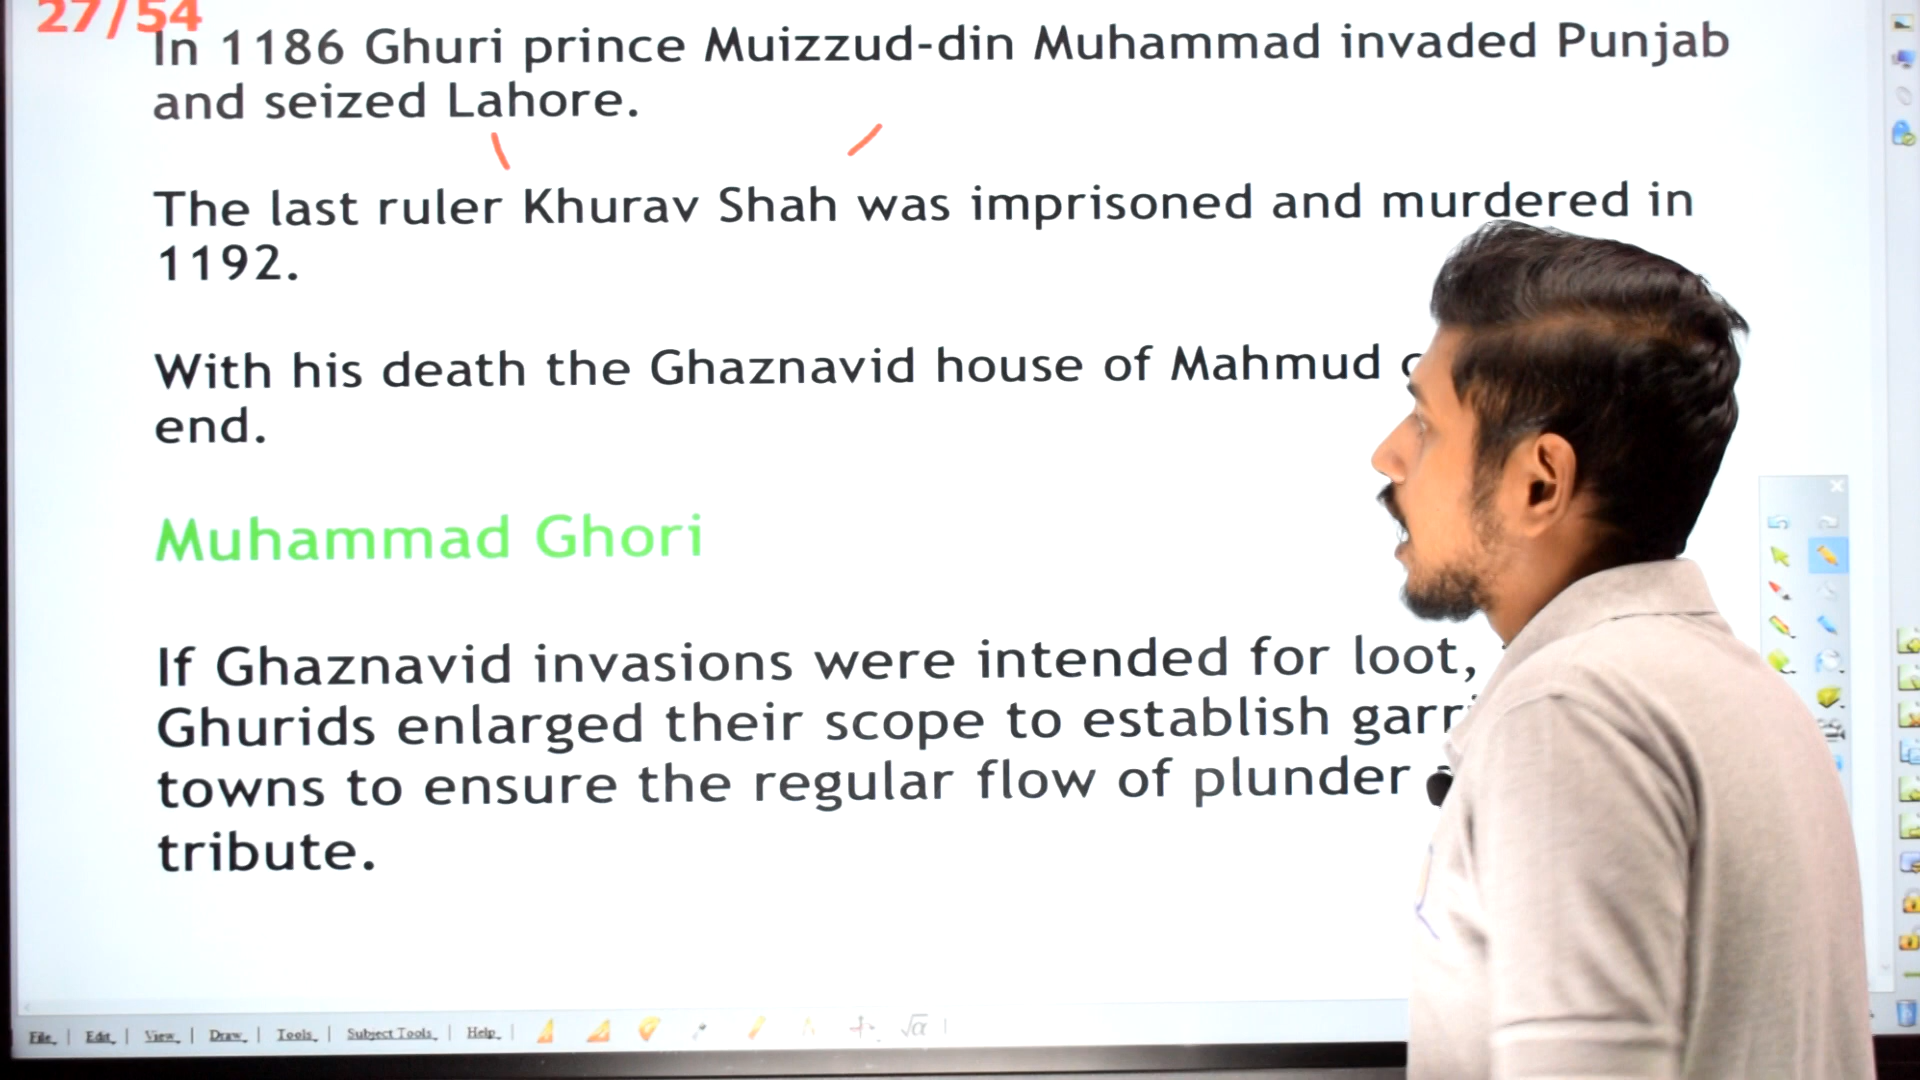 27/54
In 1186 Ghuri prince Muizzud-din Muhammad invaded Punjab
and seized Lahore.
The last ruler Khurav Shah was imprisoned and murdered in
1192.
With his death the Ghaznavid house of Mahmud
end.
Muhammad Ghori
If Ghaznavid invasions were intended for loot,
Ghurids enlarged their scope to establish garr
towns to ensure the regular flow of plunder
tribute.
File Edit View Draw Tools Subject Tools Help √α